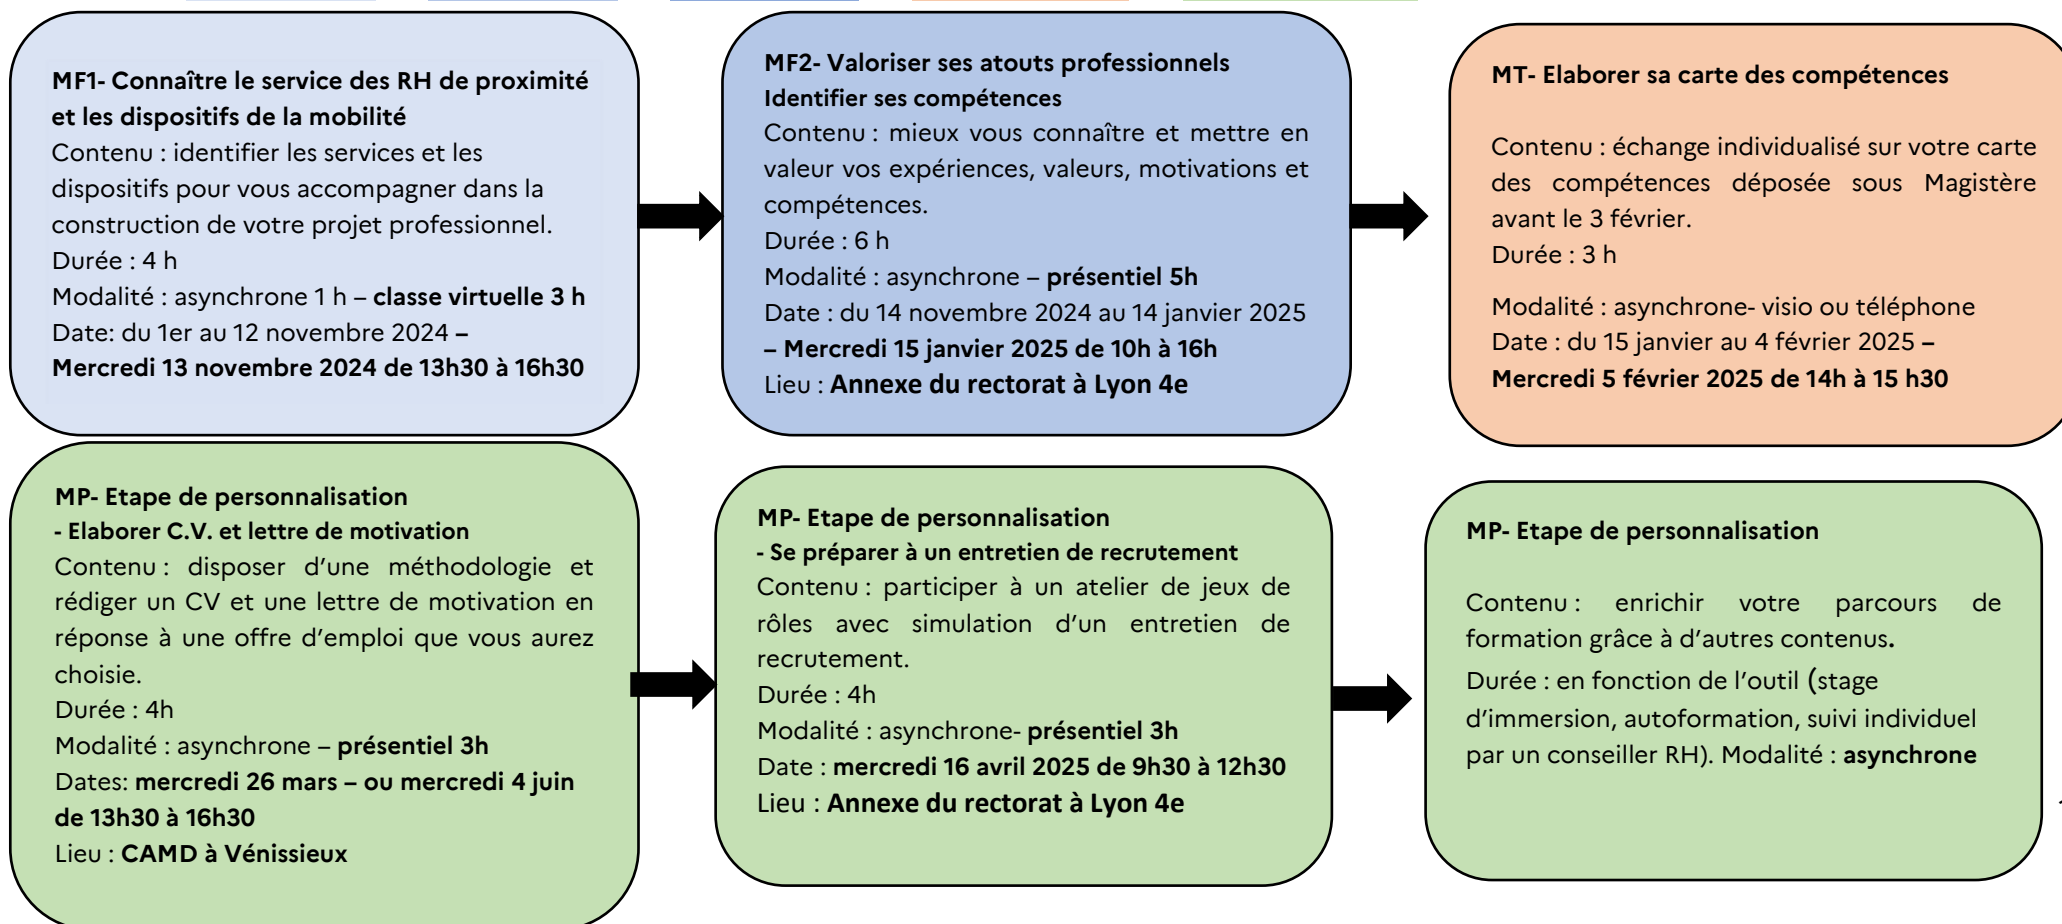 MF1- Connaître le service des RH de proximité
et les dispositifs de la mobilité
Contenu : identifier les services et les
dispositifs pour vous accompagner dans la
construction de votre projet professionnel.
Durée : 4 h
Modalité : asynchrone 1 h – classe virtuelle 3 h
Date: du 1er au 12 novembre 2024 –
Mercredi 13 novembre 2024 de 13h30 à 16h30
MF2- Valoriser ses atouts professionnels
Identifier ses compétences
Contenu : mieux vous connaître et mettre en
valeur vos expériences, valeurs, motivations et
compétences.
Durée : 6 h
Modalité : asynchrone – présentiel 5h
Date : du 14 novembre 2024 au 14 janvier 2025
– Mercredi 15 janvier 2025 de 10h à 16h
Lieu : Annexe du rectorat à Lyon 4e
MT- Elaborer sa carte des compétences
Contenu : échange individualisé sur votre carte
des compétences déposée sous Magistère
avant le 3 février.
Durée : 3 h
Modalité : asynchrone- visio ou téléphone
Date : du 15 janvier au 4 février 2025 –
Mercredi 5 février 2025 de 14h à 15 h30
MP- Etape de personnalisation
- Elaborer C.V. et lettre de motivation
Contenu : disposer d’une méthodologie et
rédiger un CV et une lettre de motivation en
réponse à une offre d’emploi que vous aurez
choisie.
Durée : 4h
Modalité : asynchrone – présentiel 3h
Dates: mercredi 26 mars – ou mercredi 4 juin
de 13h30 à 16h30
Lieu : CAMD à Vénissieux
MP- Etape de personnalisation
- Se préparer à un entretien de recrutement
Contenu : participer à un atelier de jeux de
rôles avec simulation d’un entretien de
recrutement.
Durée : 4h
Modalité : asynchrone- présentiel 3h
Date : mercredi 16 avril 2025 de 9h30 à 12h30
Lieu : Annexe du rectorat à Lyon 4e
MP- Etape de personnalisation
Contenu : enrichir votre parcours de
formation grâce à d’autres contenus.
Durée : en fonction de l’outil (stage
d’immersion, autoformation, suivi individuel
par un conseiller RH). Modalité : asynchrone